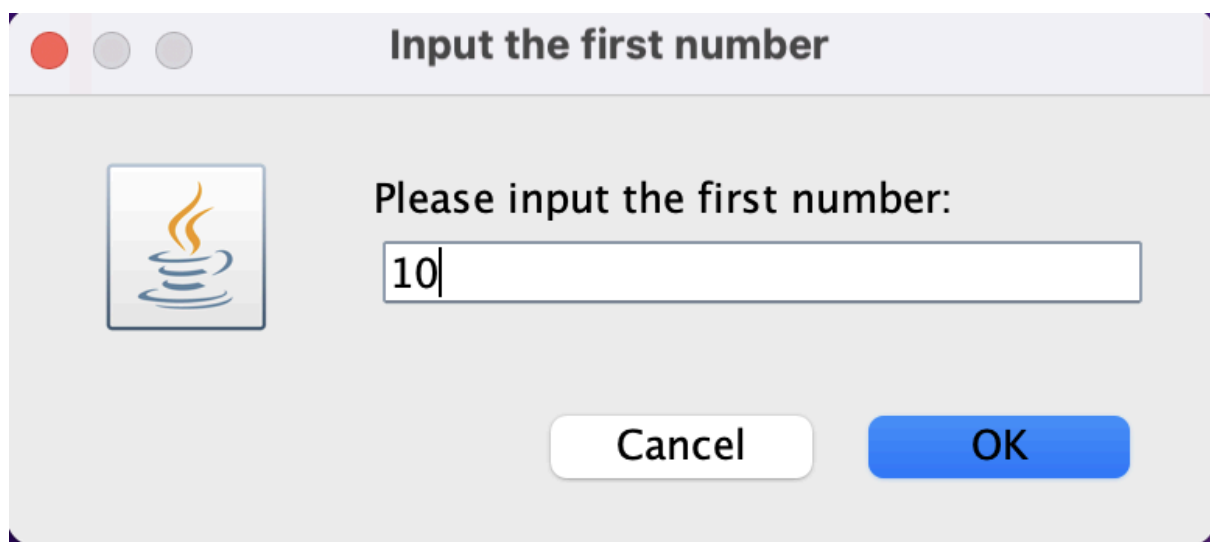 Input the first number
Please input the first number:
10
Cancel
OK